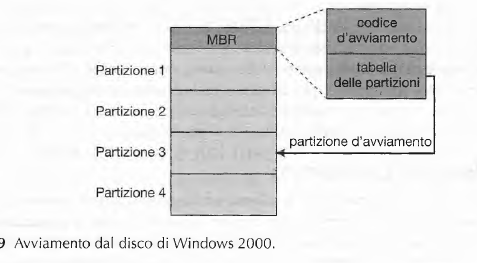 codice
d'avviamento
MBR
tabella
delle partizioni
Partizione 1
Partizione 2
partizione d'avviamento
Partizione 3
Partizione 4
9 Avviamento dal disco di Windows 2000.